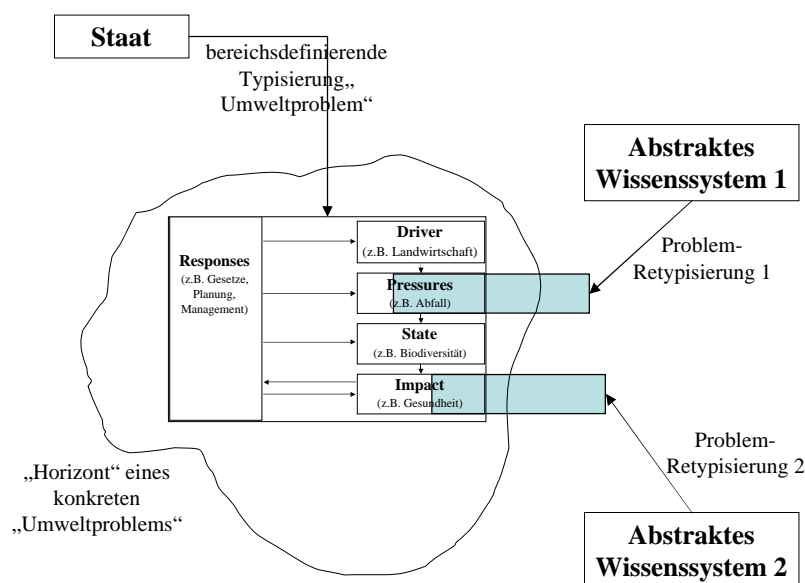 Staat
bereichsdefinierende
Typisierung„
Umweltproblem“
Abstraktes
Wissenssystem 1
Problem-
Retypisierung 1
Driver
(z.B. Landwirtschaft)
Responses
(z.B. Gesetze,
Planung,
Management)
Pressures
(z.B. Abfall)
State
(z.B. Biodiversität)
Impact
(z.B. Gesundheit)
Problem-
Retypisierung 2
„Horizont“ eines
konkreten
„Umweltproblems“
Abstraktes
Wissenssystem 2